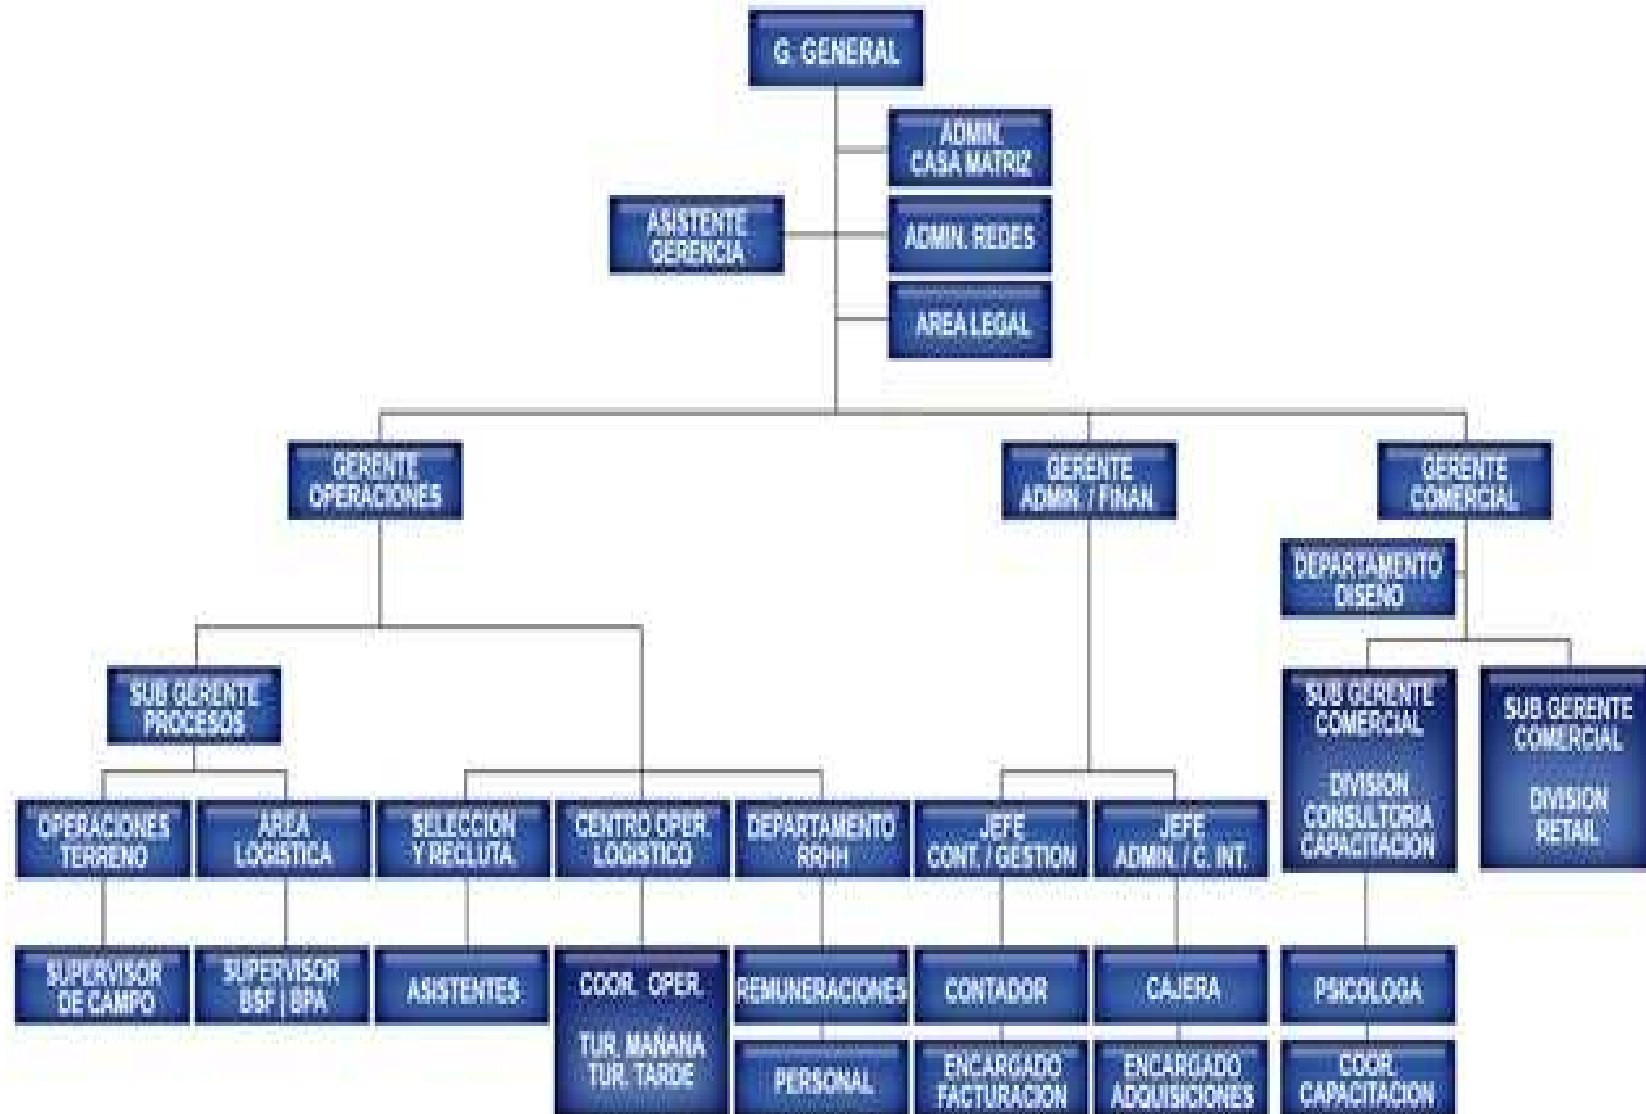 G. GENERAL
ADMIN.
CASA MATRIZ
ASISTENTE
GERENCIA
ADMIN. REDES
AREA LEGAL
GERENTE
OPERACIONES
GERENTE
ADMIN. / FINAN.
GERENTE
COMERCIAL
DEPARTAMENTO
DISEÑO
SUB GERENTE
PROCESOS
SUB GERENTE
COMERCIAL
DIVISION
CONSULTORIA
CAPACITACION
SUB GERENTE
COMERCIAL
DIVISION
RETAIL
OPERACIONES
TERRENO
AREA
LOGISTICA
SELECCION
Y RECLUTA.
CENTRO OPER.
LOGISTICO
DEPARTAMENTO
RRHH
JEFE
CONT. / GESTION
JEFE
ADMIN. / C. INT.
SUPERVISOR
DE CAMPO
SUPERVISOR
BSF | BPA
ASISTENTES
COOR. OPER.
TUR. MAÑANA
TUR. TARDE
REMUNERACIONES
CONTADOR
CAJERA
PSICOLOGA
PERSONAL
ENCARGADO
FACTURACION
ENCARGADO
ADQUISICIONES
COOR.
CAPACITACION